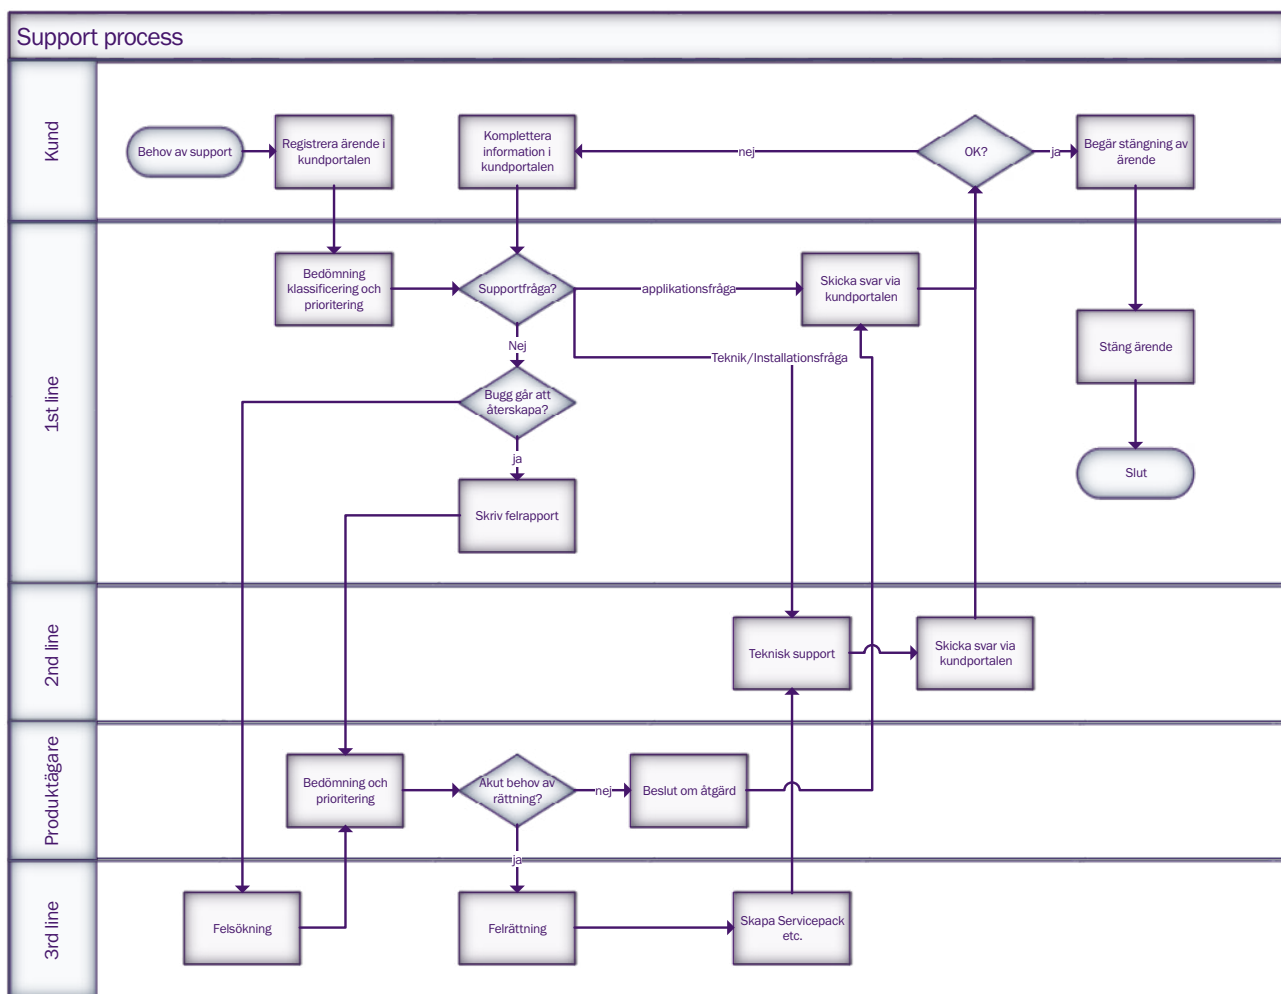 Support process
Kund
Behov av support
Registrera ärende i
kundportalen
Komplettera
information i
kundportalen
nej
OK?
ja
Begär stängning av
ärende
1st line
Bedömning
klassificering och
prioritering
Supportfråga?
applikationsfråga
Skicka svar via
kundportalen
Nej
Teknik/Installationsfråga
Stäng ärende
Bugg går att
återskapa?
ja
Slut
Skriv felrapport
2nd line
Teknisk support
Skicka svar via
kundportalen
Produktägare
Bedömning och
prioritering
Akut behov av
rättning?
nej
Beslut om åtgärd
ja
3rd line
Felsökning
Felrättning
Skapa Servicepack
etc.